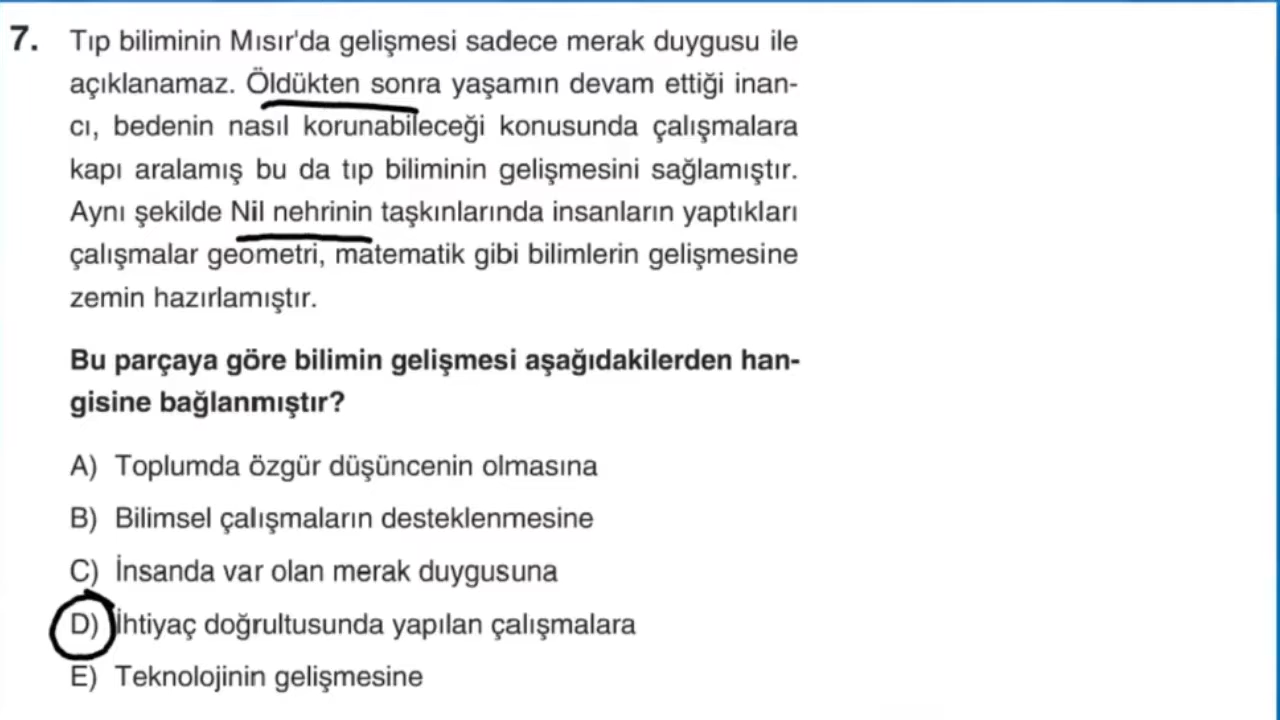 7. Tıp biliminin Mısır'da gelişmesi sadece merak duygusu ile
açıklanamaz. Öldükten sonra yaşamın devam ettiği inan-
cı, bedenin nasıl korunabileceği konusunda çalışmalara
kapı aralamış bu da tıp biliminin gelişmesini sağlamıştır.
Aynı şekilde Nil nehrinin taşkınlarında insanların yaptıkları
çalışmalar geometri, matematik gibi bilimlerin gelişmesine
zemin hazırlamıştır.
Bu parçaya göre bilimin gelişmesi aşağıdakilerden han-
gisine bağlanmıştır?
A) Toplumda özgür düşüncenin olmasına
B) Bilimsel çalışmaların desteklenmesine
C) İnsanda var olan merak duygusuna
D) İhtiyaç doğrultusunda yapılan çalışmalara
E) Teknolojinin gelişmesine